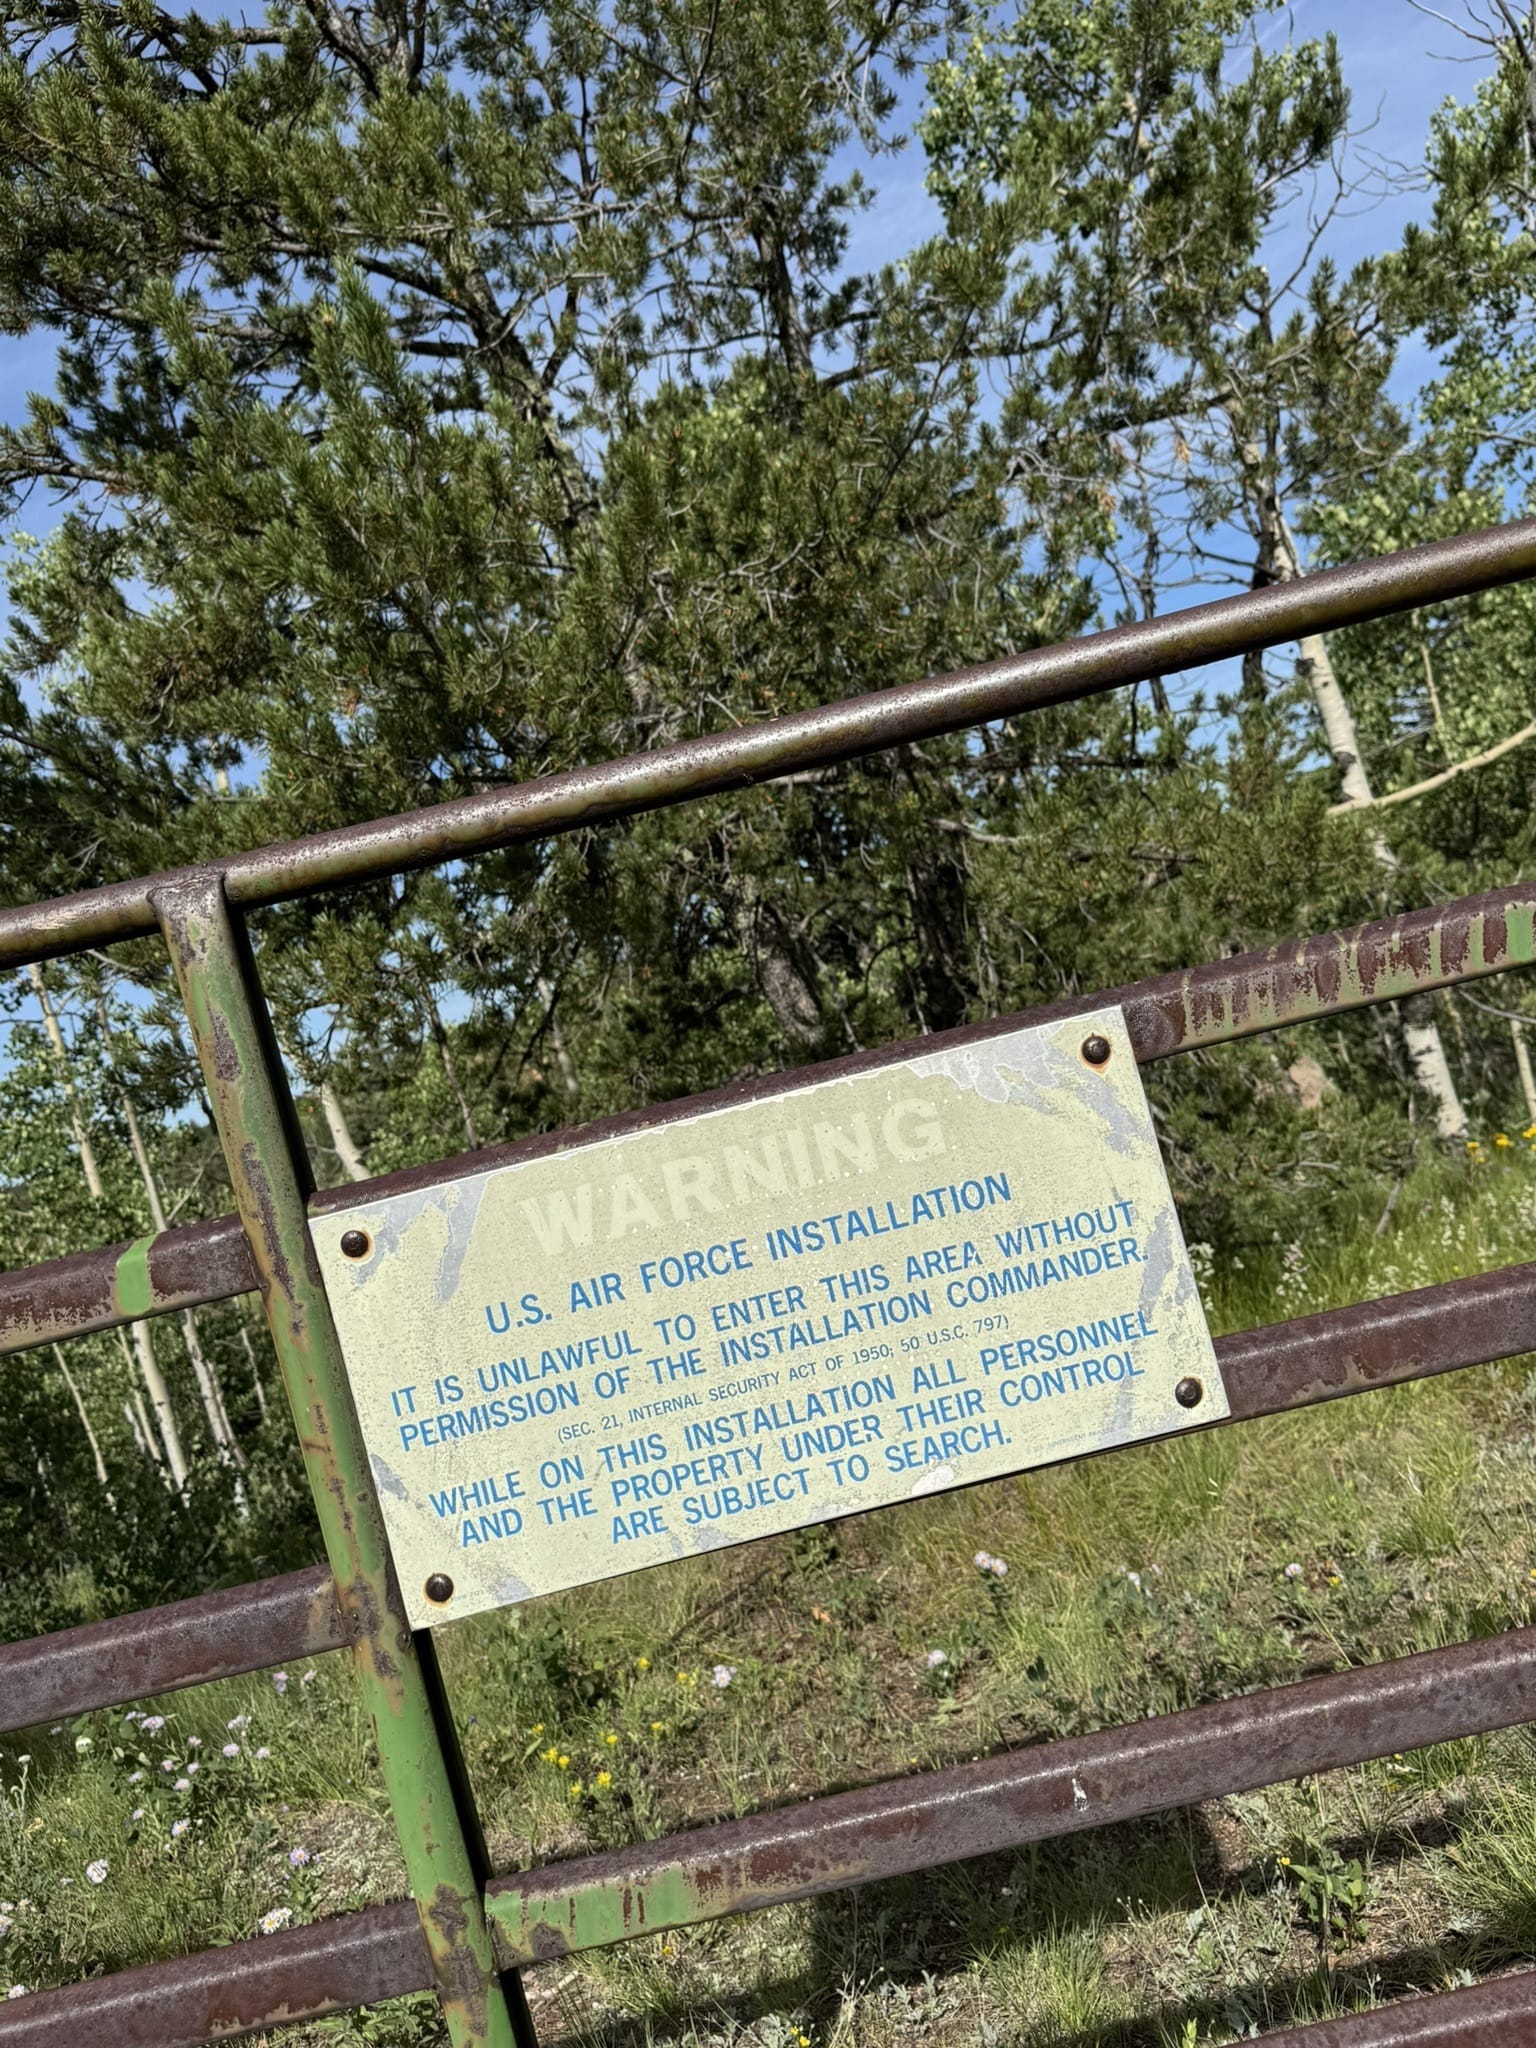 WARNING
U.S. AIR FORCE INSTALLATION
IT IS UNLAWFUL TO ENTER THIS AREA WITHOUT
PERMISSION OF THE INSTALLATION COMMANDER.
(SEC. 21, INTERNAL SECURITY ACT OF 1950; 50 U.S.C. 797)
WHILE ON THIS INSTALLATION ALL PERSONNEL
AND THE PROPERTY UNDER THEIR CONTROL
ARE SUBJECT TO SEARCH.